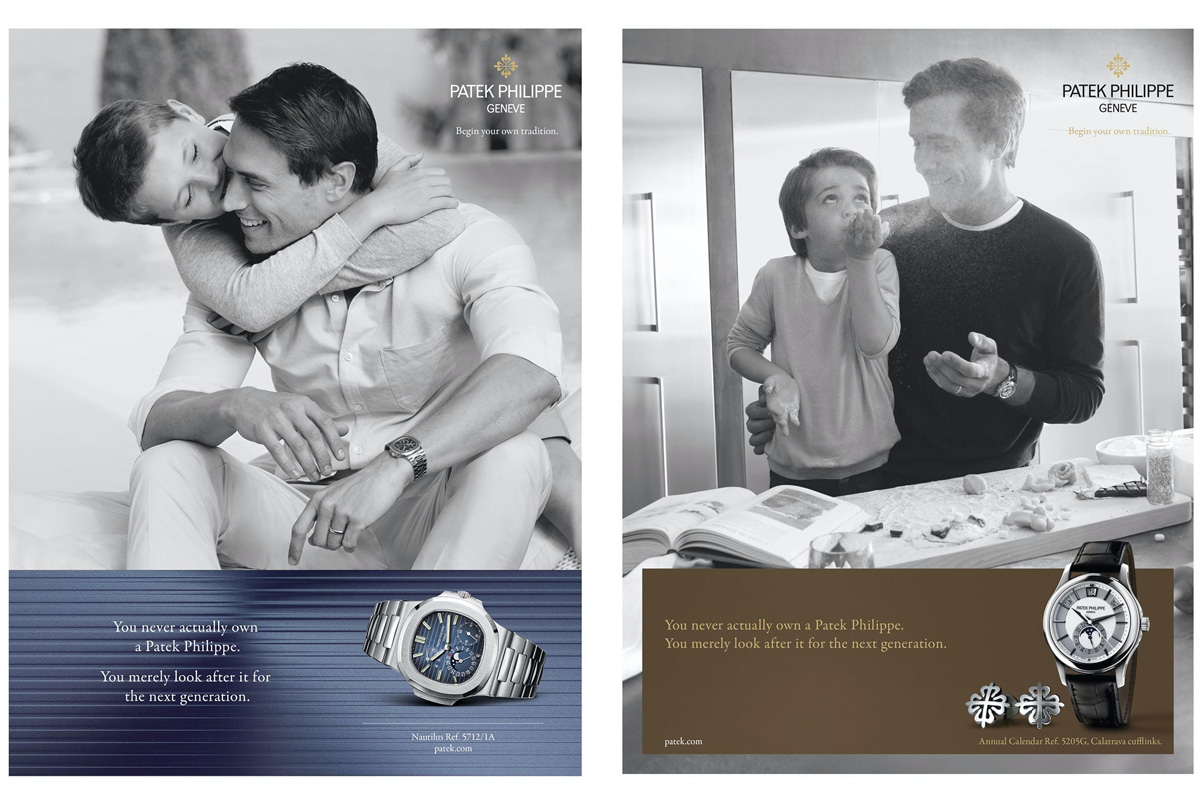 PATEK PHILIPPE
GENEVE
Begin your own tradition.
You never actually own
a Patek Philippe.
You merely look after it for
the next generation.
Nautilus Ref. 5712/1A
patek.com
PATEK PHILIPPE
GENEVE
Begin your own tradition.
You never actually own a Patek Philippe.
You merely look after it for the next generation.
PATEK PHILIPPE
GENEVE
patek.com
Annual Calendar Ref. 5205G, Calatrava cufflinks.